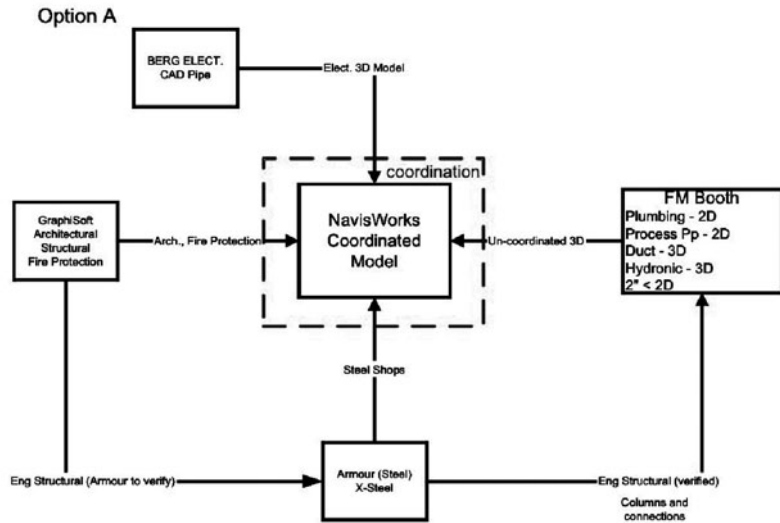 Option A
BERG ELECT.
CAD Pipe
Elect. 3D Model
coordination
NavisWorks
Coordinated
Model
GraphiSoft
Architectural
Structural
Fire Protection
Arch., Fire Protection
Un-coordinated 3D
FM Booth
Plumbing - 2D
Process Pp - 2D
Duct - 3D
Hydronic - 3D
2" < 2D
Steel Shops
Eng Structural (Armour to verify)
Armour (Steel)
X-Steel
Eng Structural (verified)
Columns and
connections